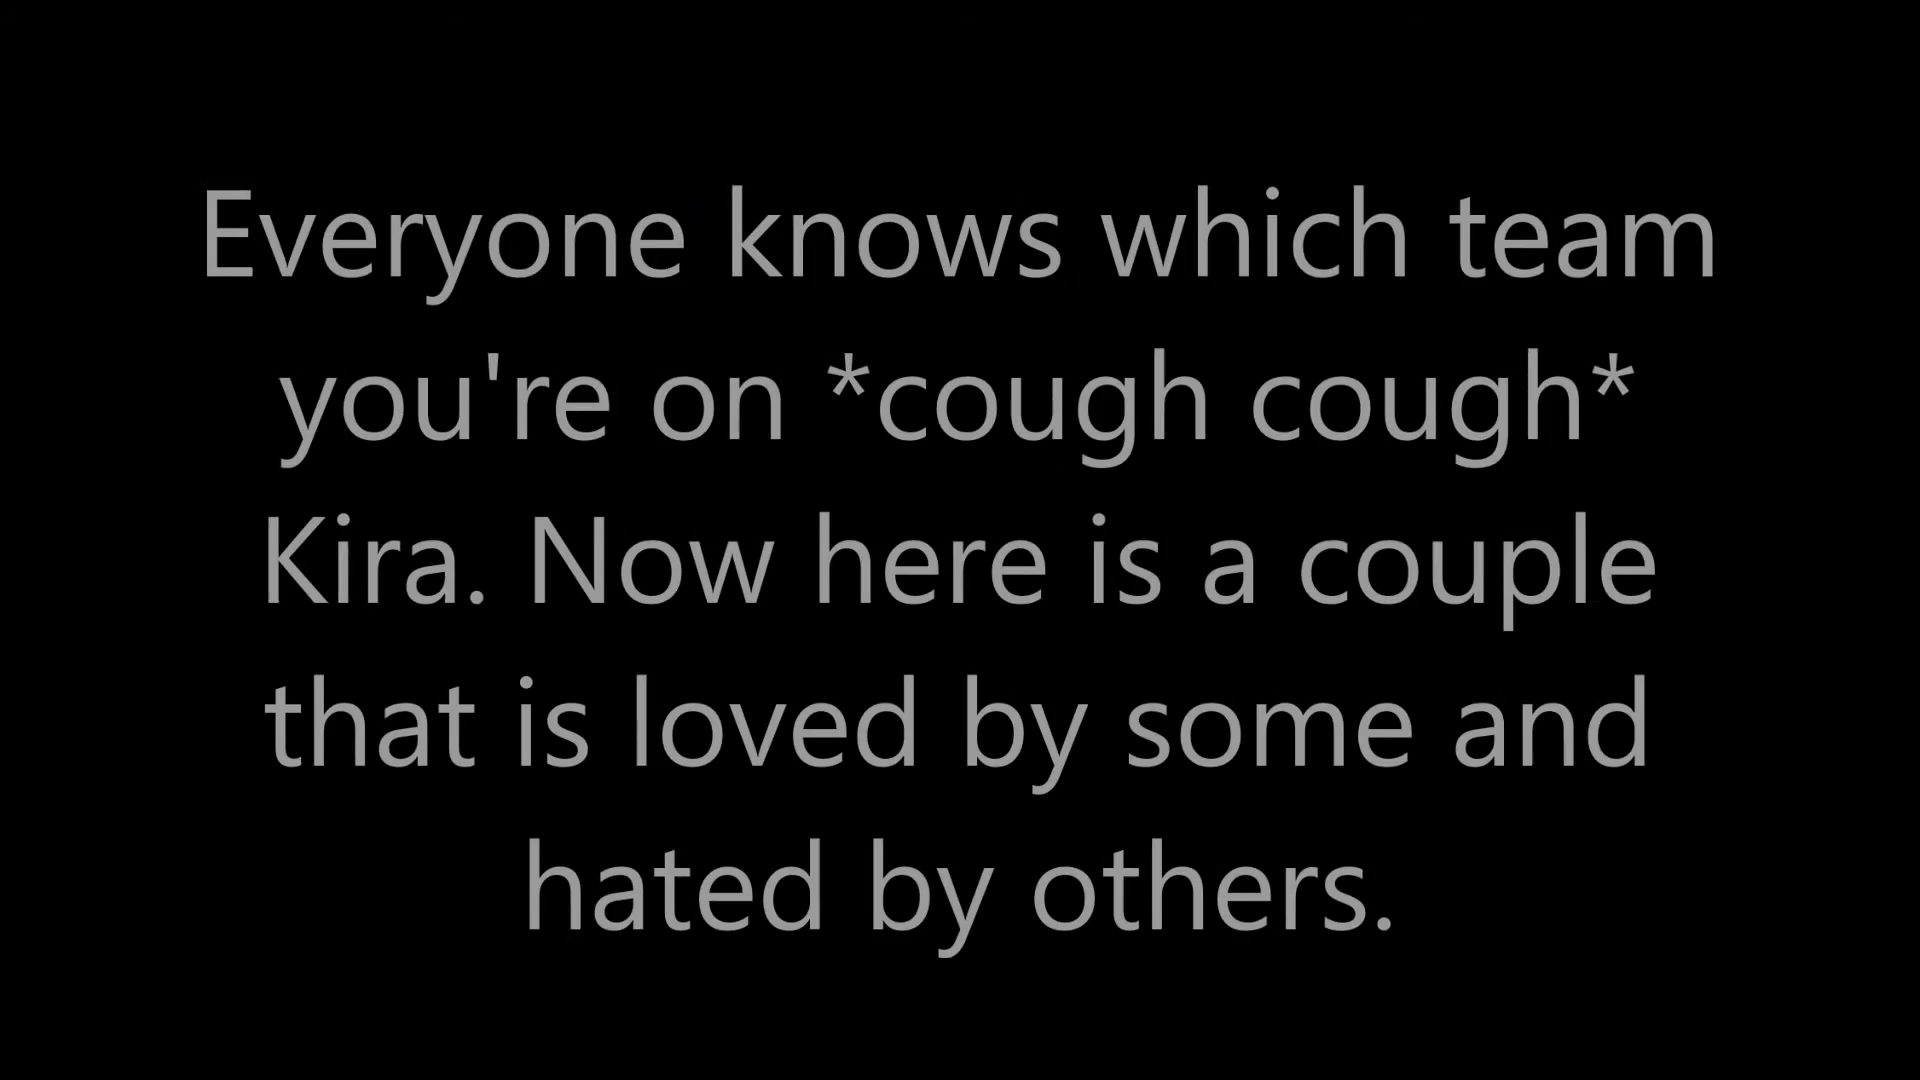 Everyone knows which team
you're on *cough cough*
Kira. Now here is a couple
that is loved by some and
hated by others.